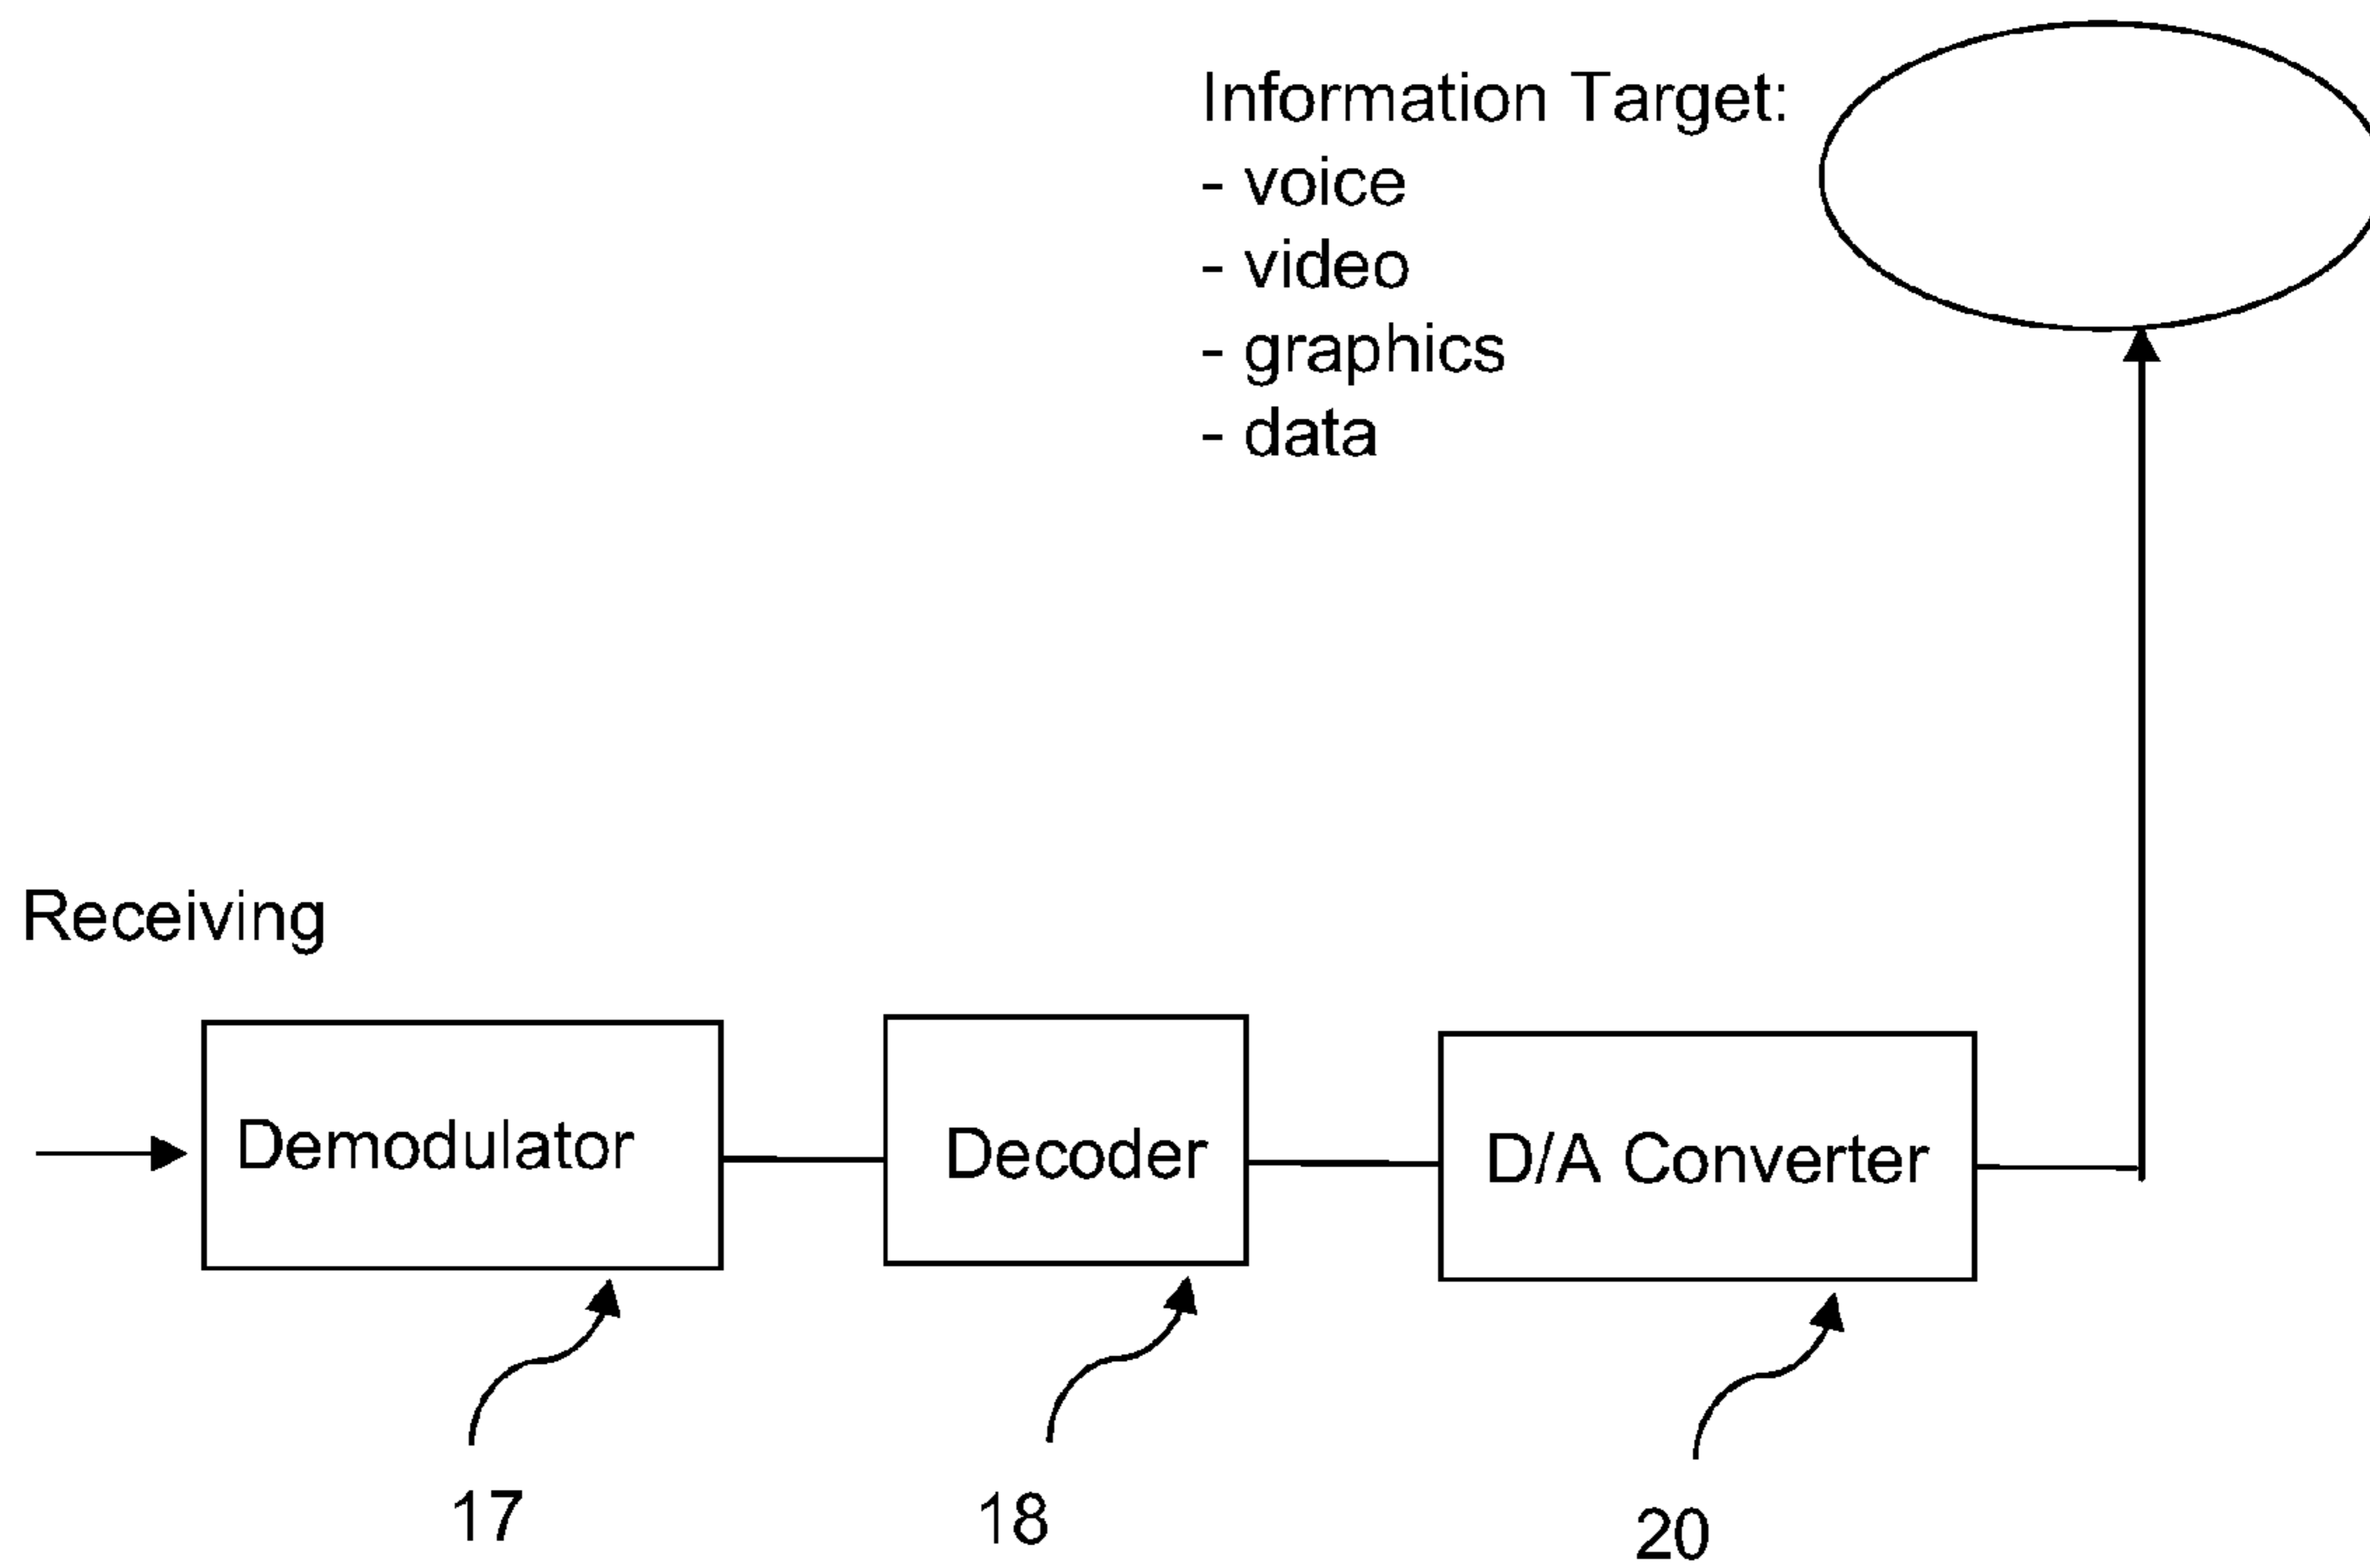 Information Target:
- voice
- video
- graphics
- data
Receiving
Demodulator
Decoder
D/A Converter
17
18
20